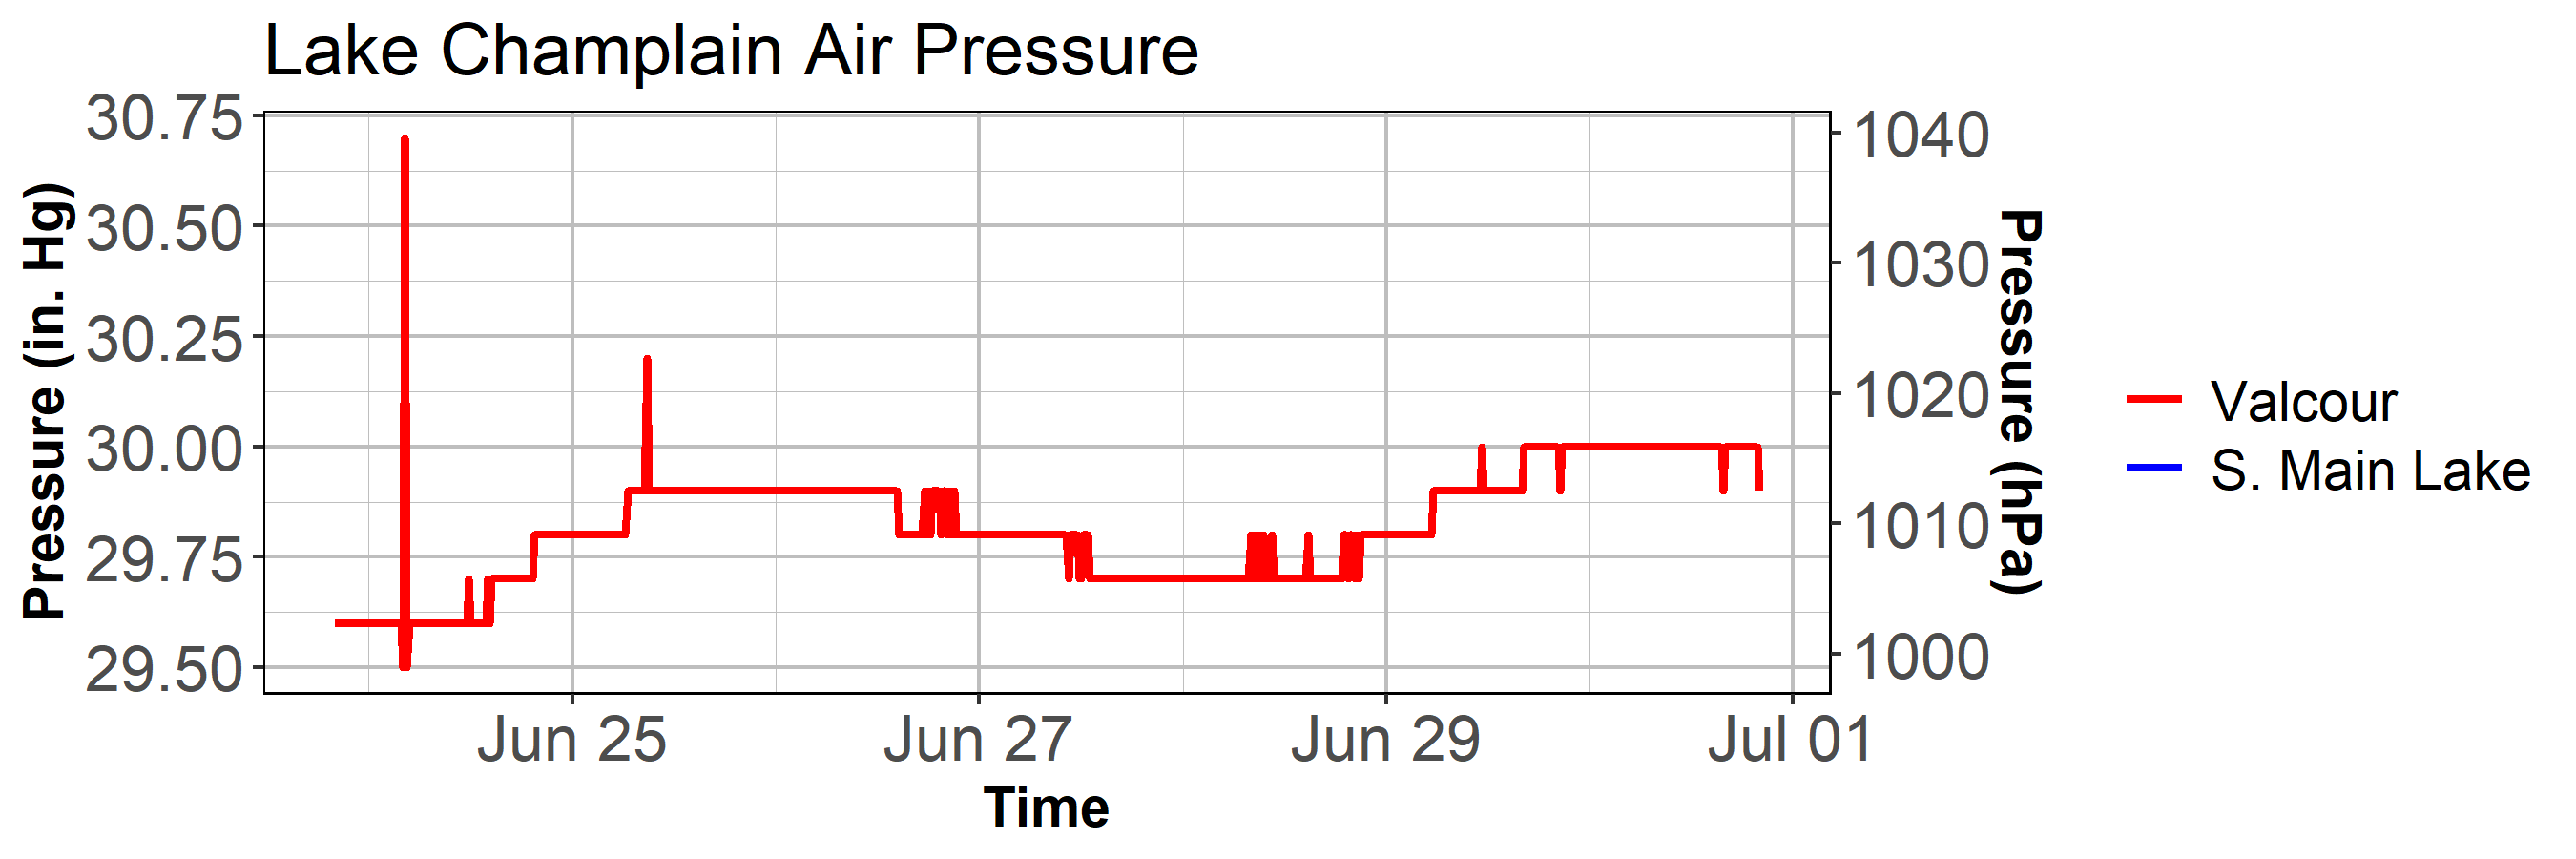 Lake Champlain Air Pressure
30.75
30.50
30.25
30.00
29.75
29.50
Pressure (in. Hg)
1040
1030
1020
1010
1000
Pressure (hPa)
Jun 25
Jun 27
Jun 29
Jul 01
Time
Valcour
S. Main Lake